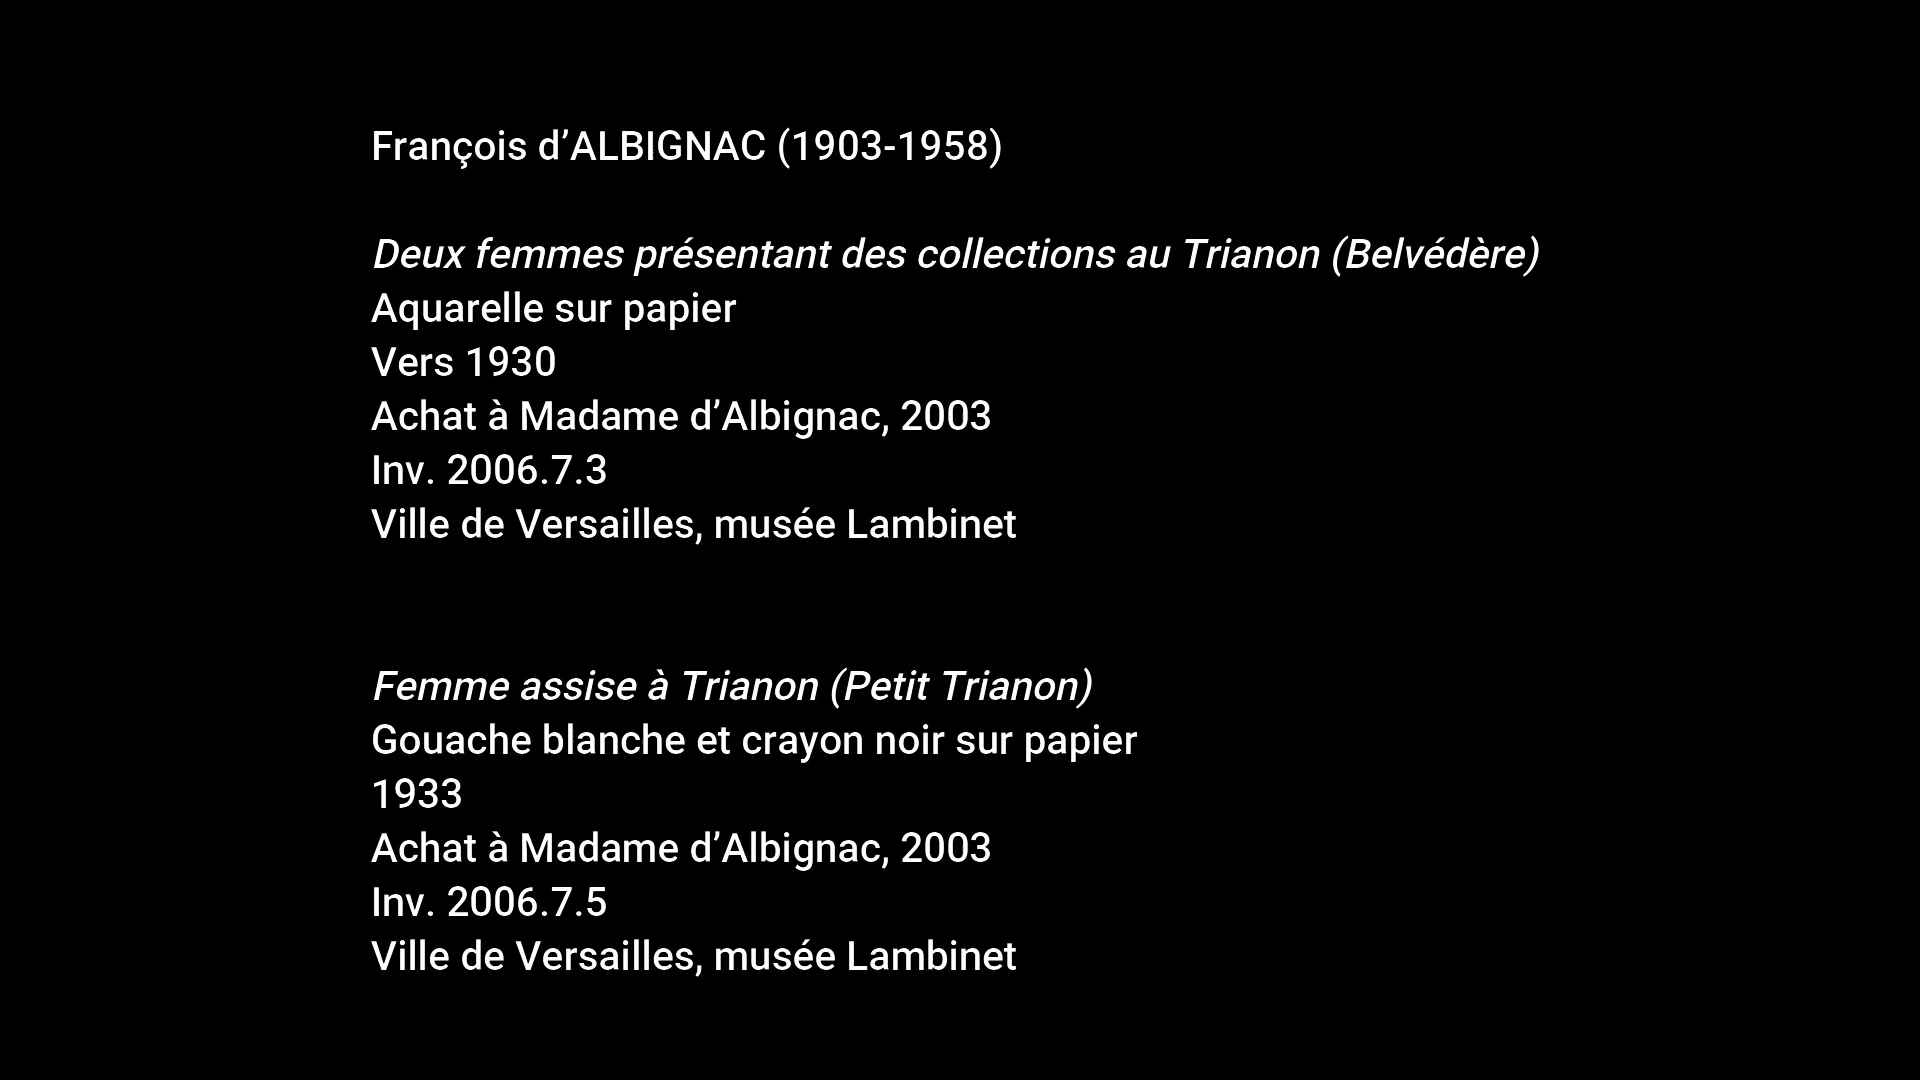 François d’ALBIGNAC (1903-1958)
Deux femmes présentant des collections au Trianon (Belvédère)
Aquarelle sur papier
Vers 1930
Achat à Madame d’Albignac, 2003
Inv. 2006.7.3
Ville de Versailles, musée Lambinet
Femme assise à Trianon (Petit Trianon)
Gouache blanche et crayon noir sur papier
1933
Achat à Madame d’Albignac, 2003
Inv. 2006.7.5
Ville de Versailles, musée Lambinet